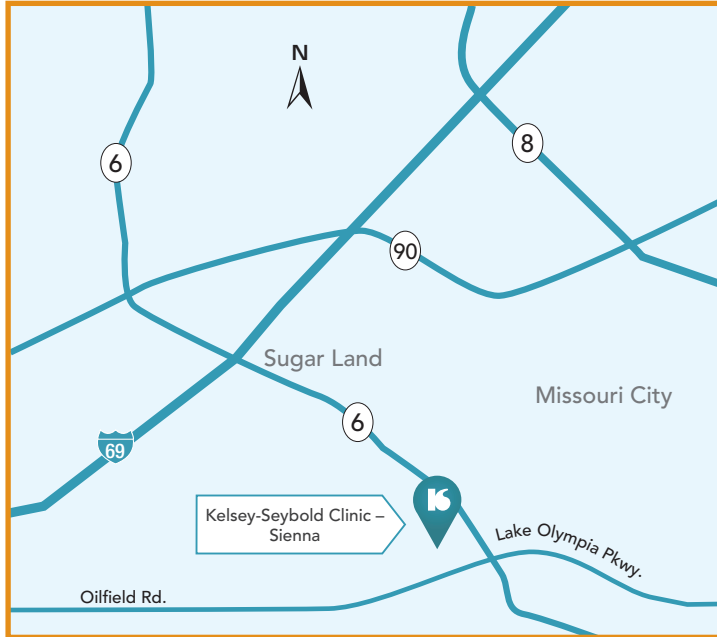 N
6
8
90
Sugar Land
Missouri City
6
69
Kelsey-Seybold Clinic –
Sienna
Lake Olympia Pkwy.
Oilfield Rd.